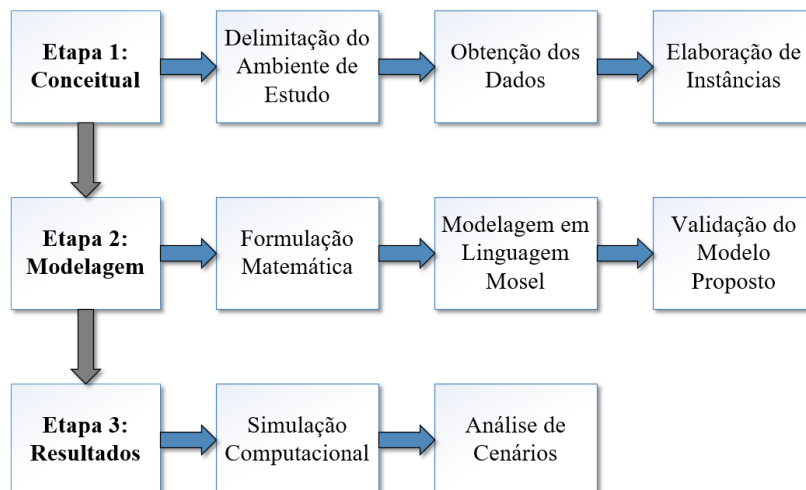 Etapa 1:
Conceitual
Delimitação do
Ambiente de
Estudo
Obtenção dos
Dados
Elaboração de
Instâncias
Etapa 2:
Modelagem
Formulação
Matemática
Modelagem em
Linguagem
Mosel
Validação do
Modelo
Proposto
Etapa 3:
Resultados
Simulação
Computacional
Análise de
Cenários